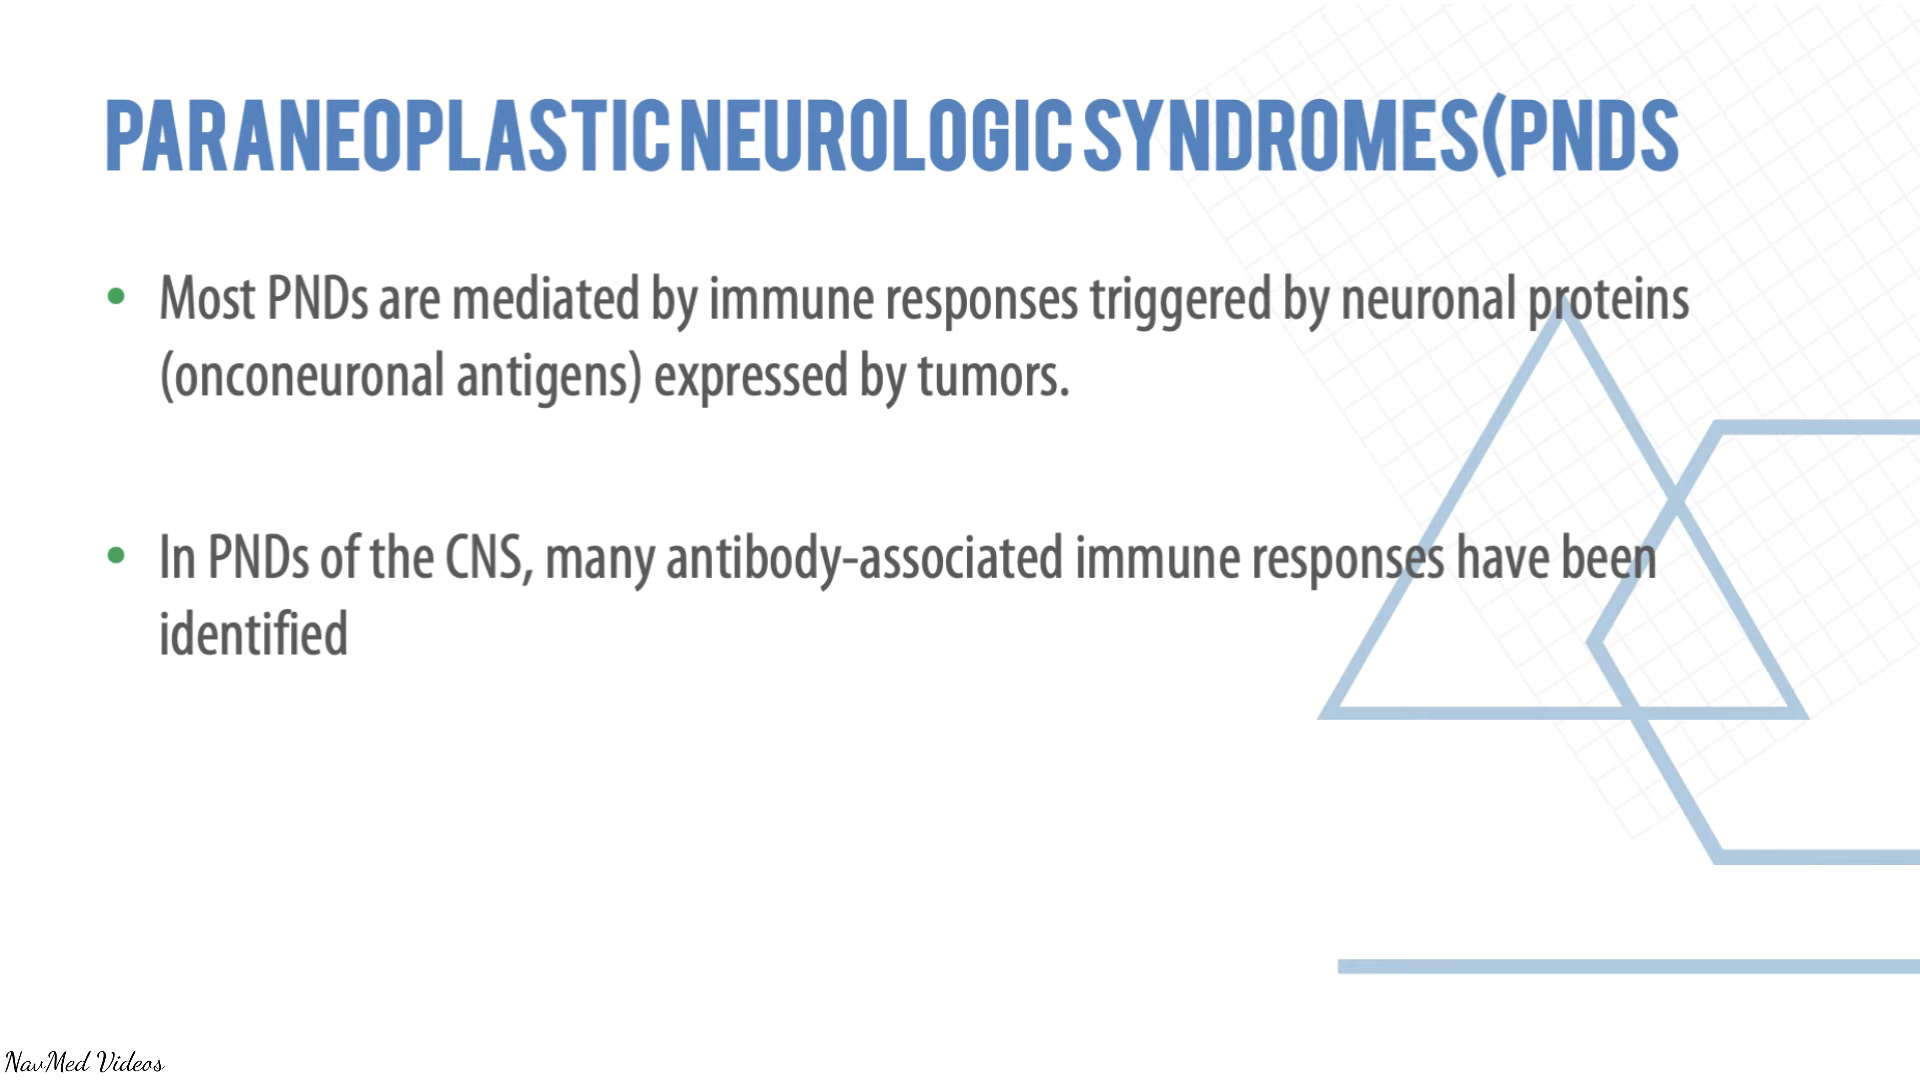 PARANEOPLASTIC NEUROLOGIC SYNDROMES(PNDS
• Most PNDs are mediated by immune responses triggered by neuronal proteins
(onconeuronal antigens) expressed by tumors.
• In PNDs of the CNS, many antibody-associated immune responses have been
identified
NavMed Videos